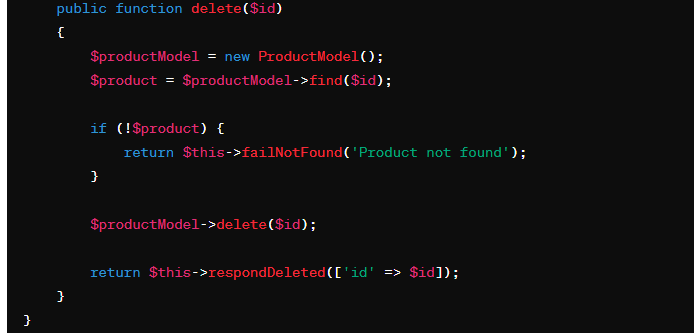 public function delete($id)
{
$productModel = new ProductModel();
$product = $productModel->find($id);
if (!$product) {
return $this->failNotFound('Product not found');
}
$productModel->delete($id);
return $this->respondDeleted(['id' => $id]);
}
}